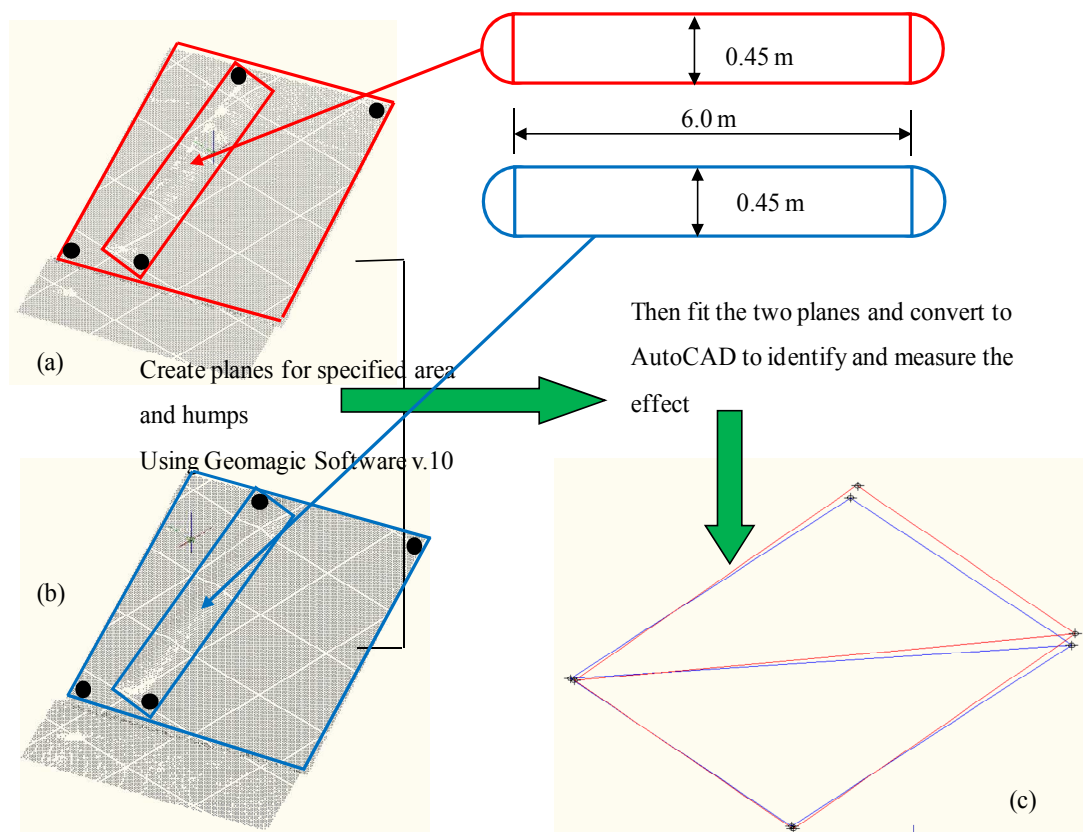 0.45 m
6.0 m
0.45 m
(a)
Create planes for specified area
and humps
Using Geomagic Software v.10
Then fit the two planes and convert to
AutoCAD to identify and measure the
effect
(b)
(c)